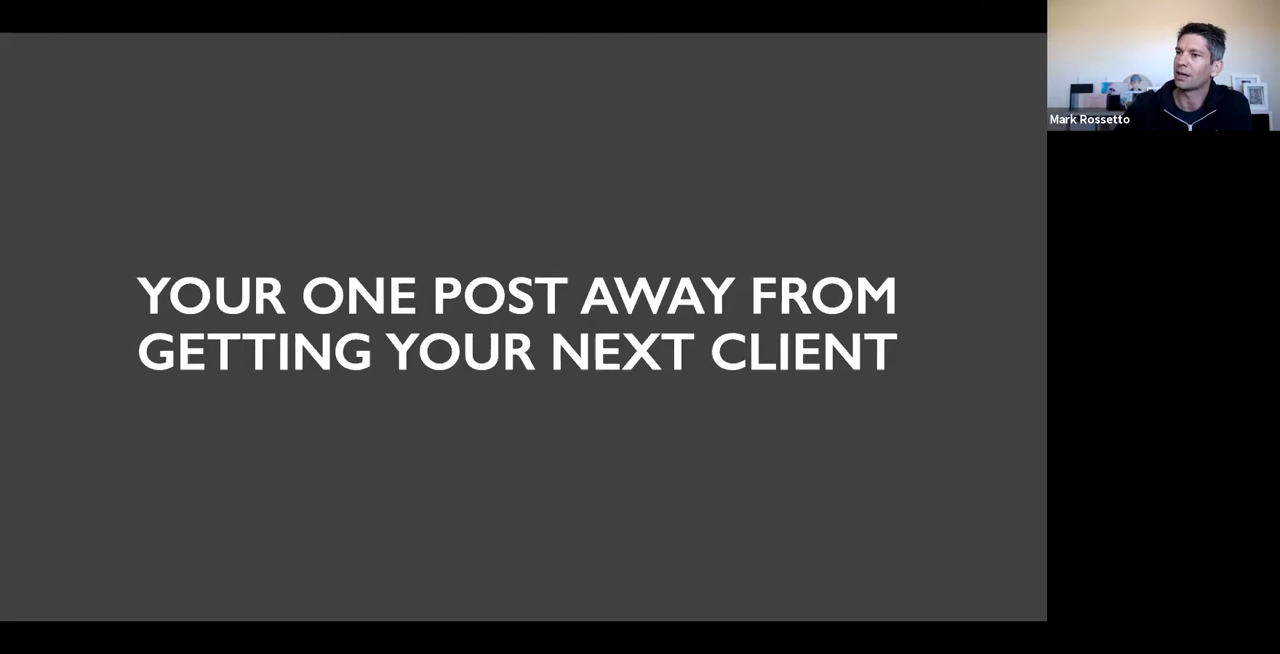 YOUR ONE POST AWAY FROM
GETTING YOUR NEXT CLIENT
Mark Rossetto